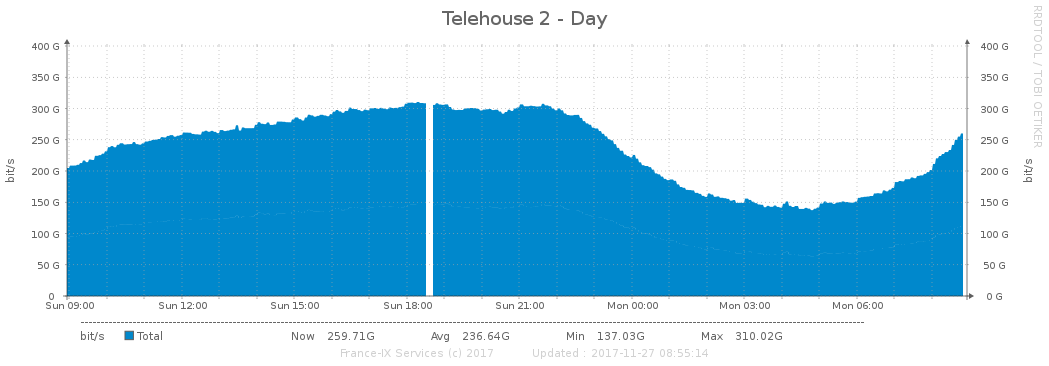 Telehouse 2 - Day
RRDTOOL / TOBI OETIKER
400 G 400 G
350 G 350 G
300 G 300 G
250 G 250 G
200 G 200 G
150 G 150 G
100 G 100 G
50 G 50 G
0 0 G
bit/s bit/s
Sun 09:00 Sun 12:00 Sun 15:00 Sun 18:00 Sun 21:00 Mon 00:00 Mon 03:00 Mon 06:00
bit/s Total Now 259.71G Avg 236.64G Min 137.03G Max 310.02G
France-IX Services (c) 2017 Updated : 2017-11-27 08:55:14